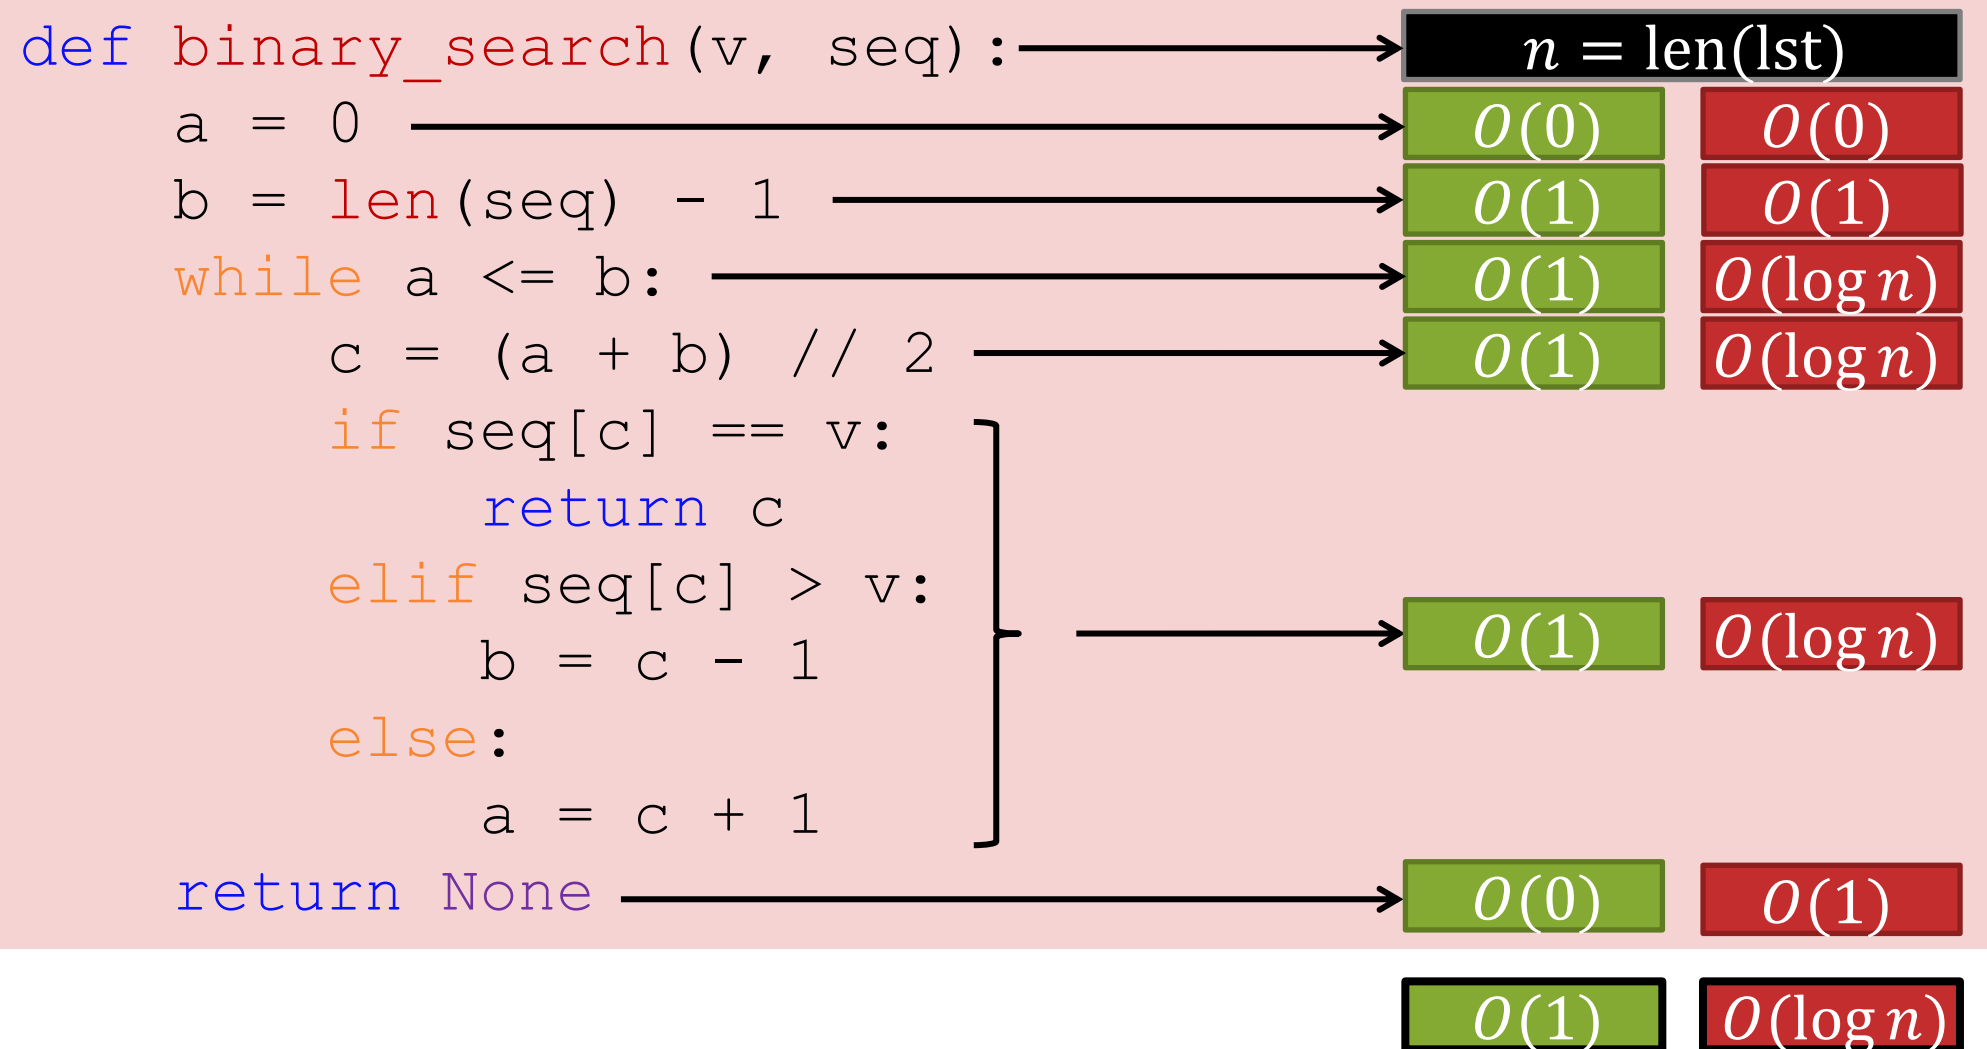 def binary_search(v, seq): n = len(lst)
a = 0 O(0) O(0)
b = len(seq) - 1 O(1) O(1)
while a <= b: O(1) O(log n)
c = (a + b) // 2 O(1) O(log n)
if seq[c] == v:
return c
elif seq[c] > v:
b = c - 1 O(1) O(log n)
else:
a = c + 1
return None O(0) O(1)
O(1) O(log n)